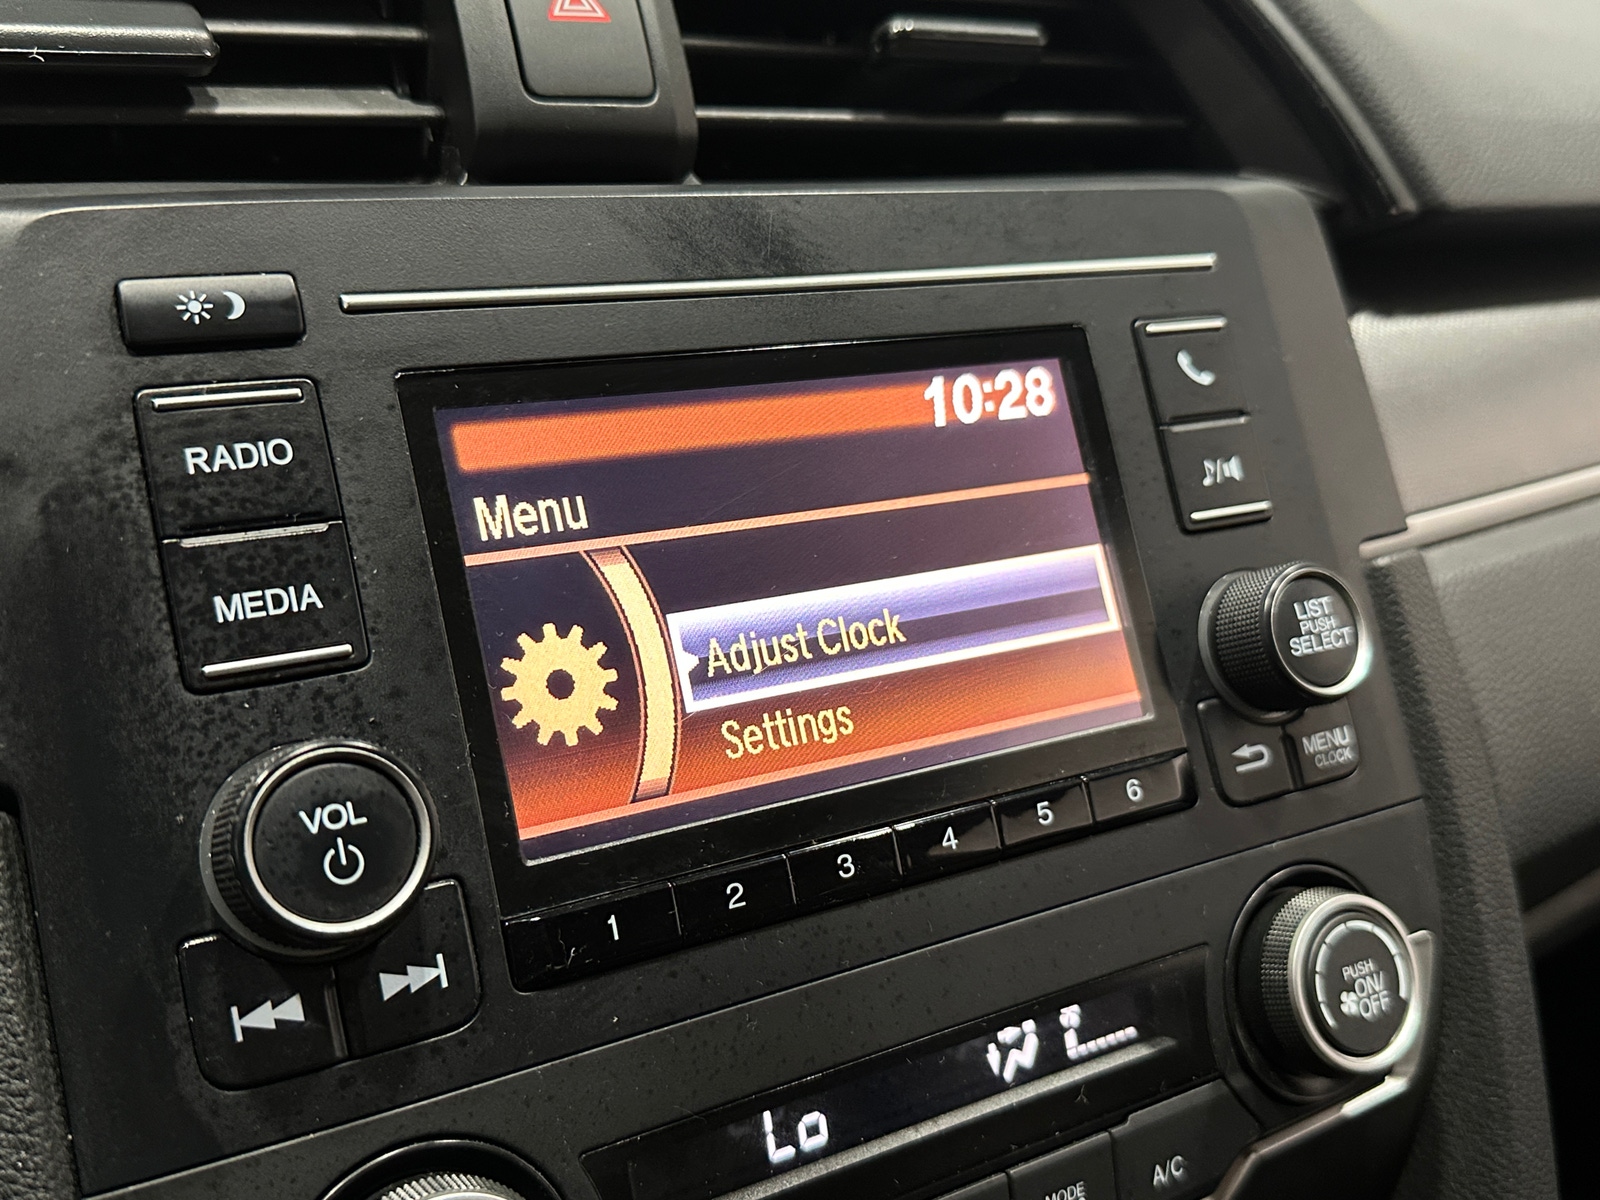 10:28
RADIO
Menu
MEDIA
Adjust Clock
Settings
LIST
PUSH
SELECT
MENU
CLOCK
VOL
1 2 3 4 5 6
PUSH
ON/
OFF
Lo
MODE
A/C